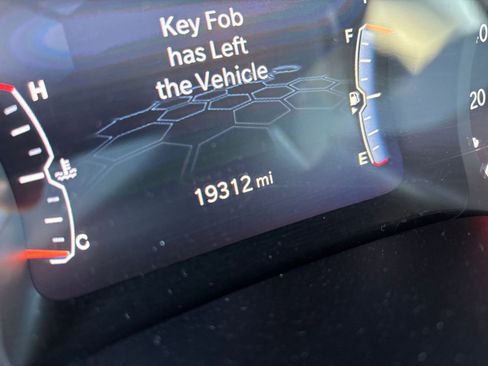 Key Fob
has Left
the Vehicle
19312 mi
H
C
F
E
20